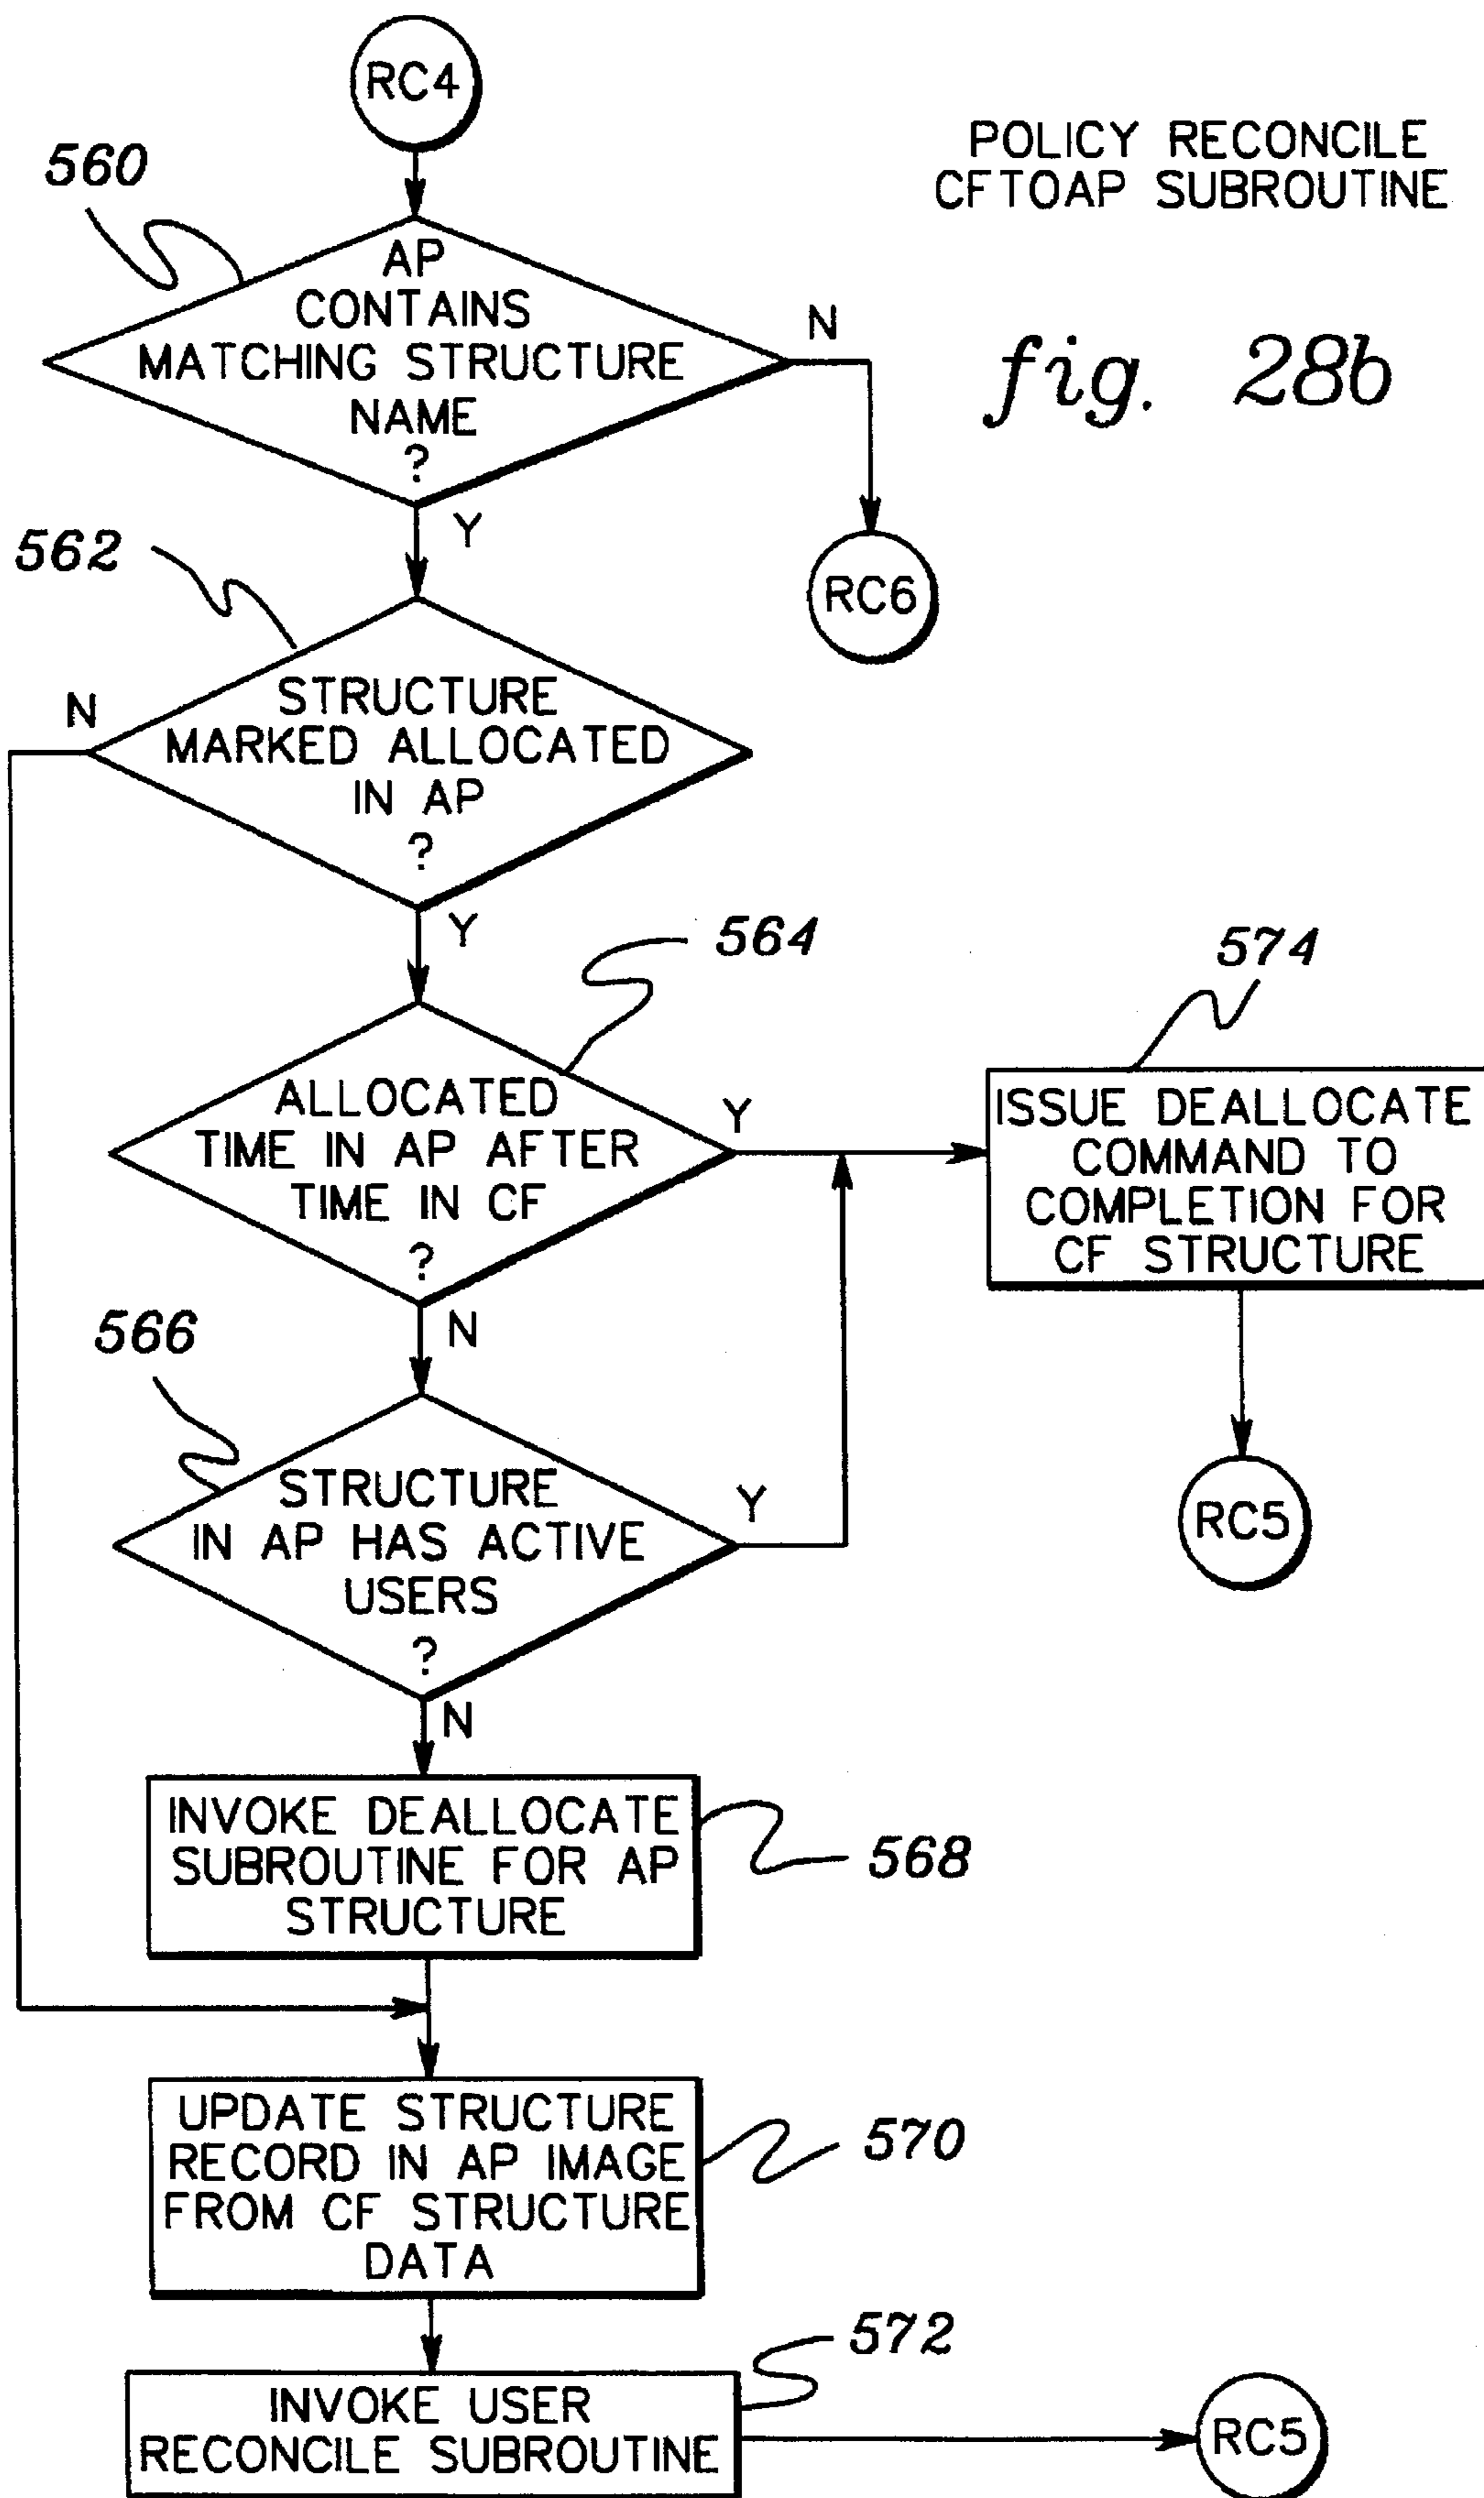 RC4
POLICY RECONCILE
CFTOAP SUBROUTINE
fig. 28b
560
AP
CONTAINS
MATCHING STRUCTURE
NAME
?
N
Y
RC6
562
STRUCTURE
MARKED ALLOCATED
IN AP
?
N
Y
564
ALLOCATED
TIME IN AP AFTER
TIME IN CF
?
Y
N
574
ISSUE DEALLOCATE
COMMAND TO
COMPLETION FOR
CF STRUCTURE
RC5
566
STRUCTURE
IN AP HAS ACTIVE
USERS
?
Y
N
INVOKE DEALLOCATE
SUBROUTINE FOR AP
STRUCTURE
568
UPDATE STRUCTURE
RECORD IN AP IMAGE
FROM CF STRUCTURE
DATA
570
572
INVOKE USER
RECONCILE SUBROUTINE
RC5